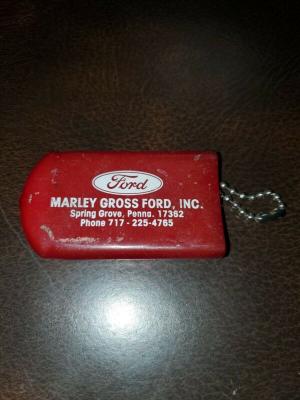 Ford
MARLEY GROSS FORD, INC.
Spring Grove, Penna. 17362
Phone 717 - 225-4765